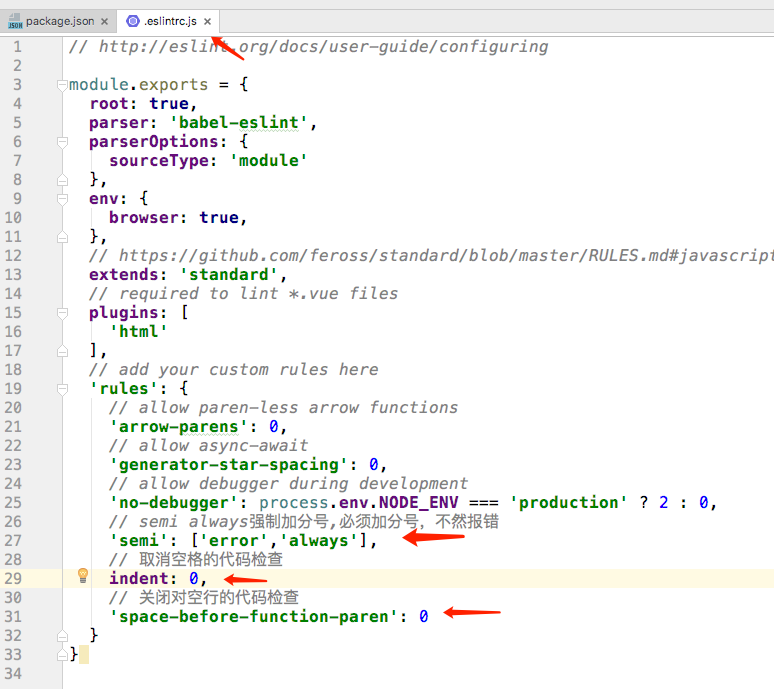 package.json
.eslintrc.js
1 // http://eslint.org/docs/user-guide/configuring
2
3 module.exports = {
4 root: true,
5 parser: 'babel-eslint',
6 parserOptions: {
7 sourceType: 'module'
8 },
9 env: {
10 browser: true,
11 },
12 // https://github.com/feross/standard/blob/master/RULES.md#javascript
13 extends: 'standard',
14 // required to lint *.vue files
15 plugins: [
16 'html'
17 ],
18 // add your custom rules here
19 'rules': {
20 // allow paren-less arrow functions
21 'arrow-parens': 0,
22 // allow async-await
23 'generator-star-spacing': 0,
24 // allow debugger during development
25 'no-debugger': process.env.NODE_ENV === 'production' ? 2 : 0,
26 // semi always强制加分号,必须加分号，不然报错
27 'semi': ['error','always'],
28 // 取消空格的代码检查
29 indent: 0,
30 // 关闭对空行的代码检查
31 'space-before-function-paren': 0
32 }
33 }
34